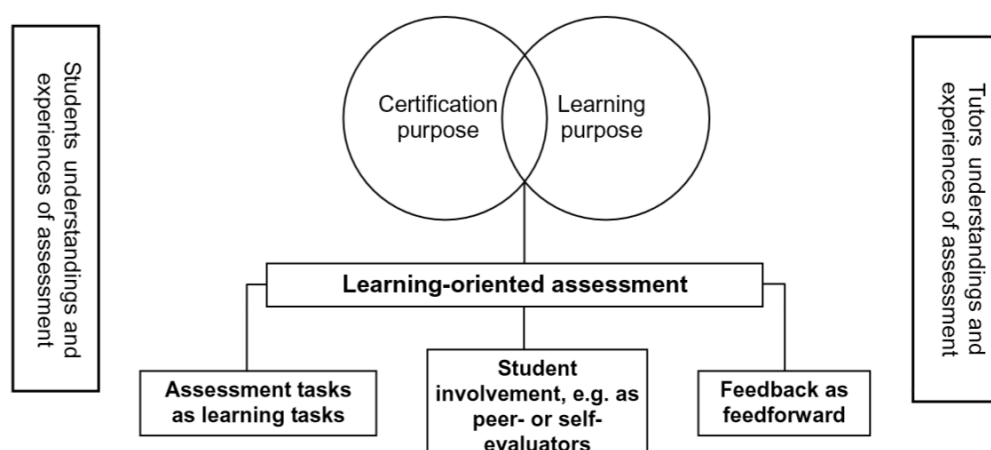 Students understandings and
experiences of assessment
Certification
purpose
Learning
purpose
Tutors understandings and
experiences of assessment
Learning-oriented assessment
Assessment tasks
as learning tasks
Student
involvement, e.g. as
peer- or self-
evaluators
Feedback as
feedforward